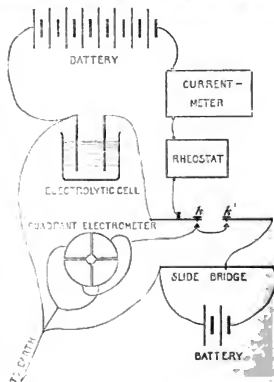 BATTERY
CURRENT-
METER
RHEOSTAT
ELECTROLYTIC CELL
k k'
QUADRANT ELECTROMETER
SLIDE BRIDGE
BATTERY
TO EARTH